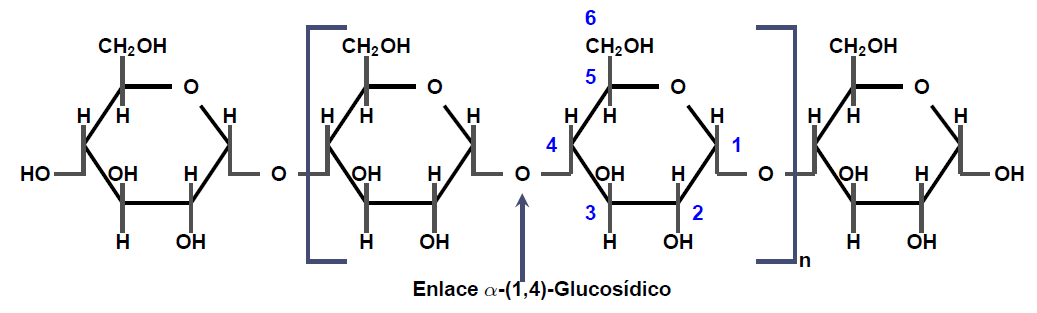 6
CH2OH CH2OH CH2OH CH2OH
5
O O O O
H H H H H H H H H H H H
4 1
HO OH H O OH H O OH H O OH H OH
3 2
H OH H OH H OH H OH
n
Enlace α-(1,4)-Glucosídico